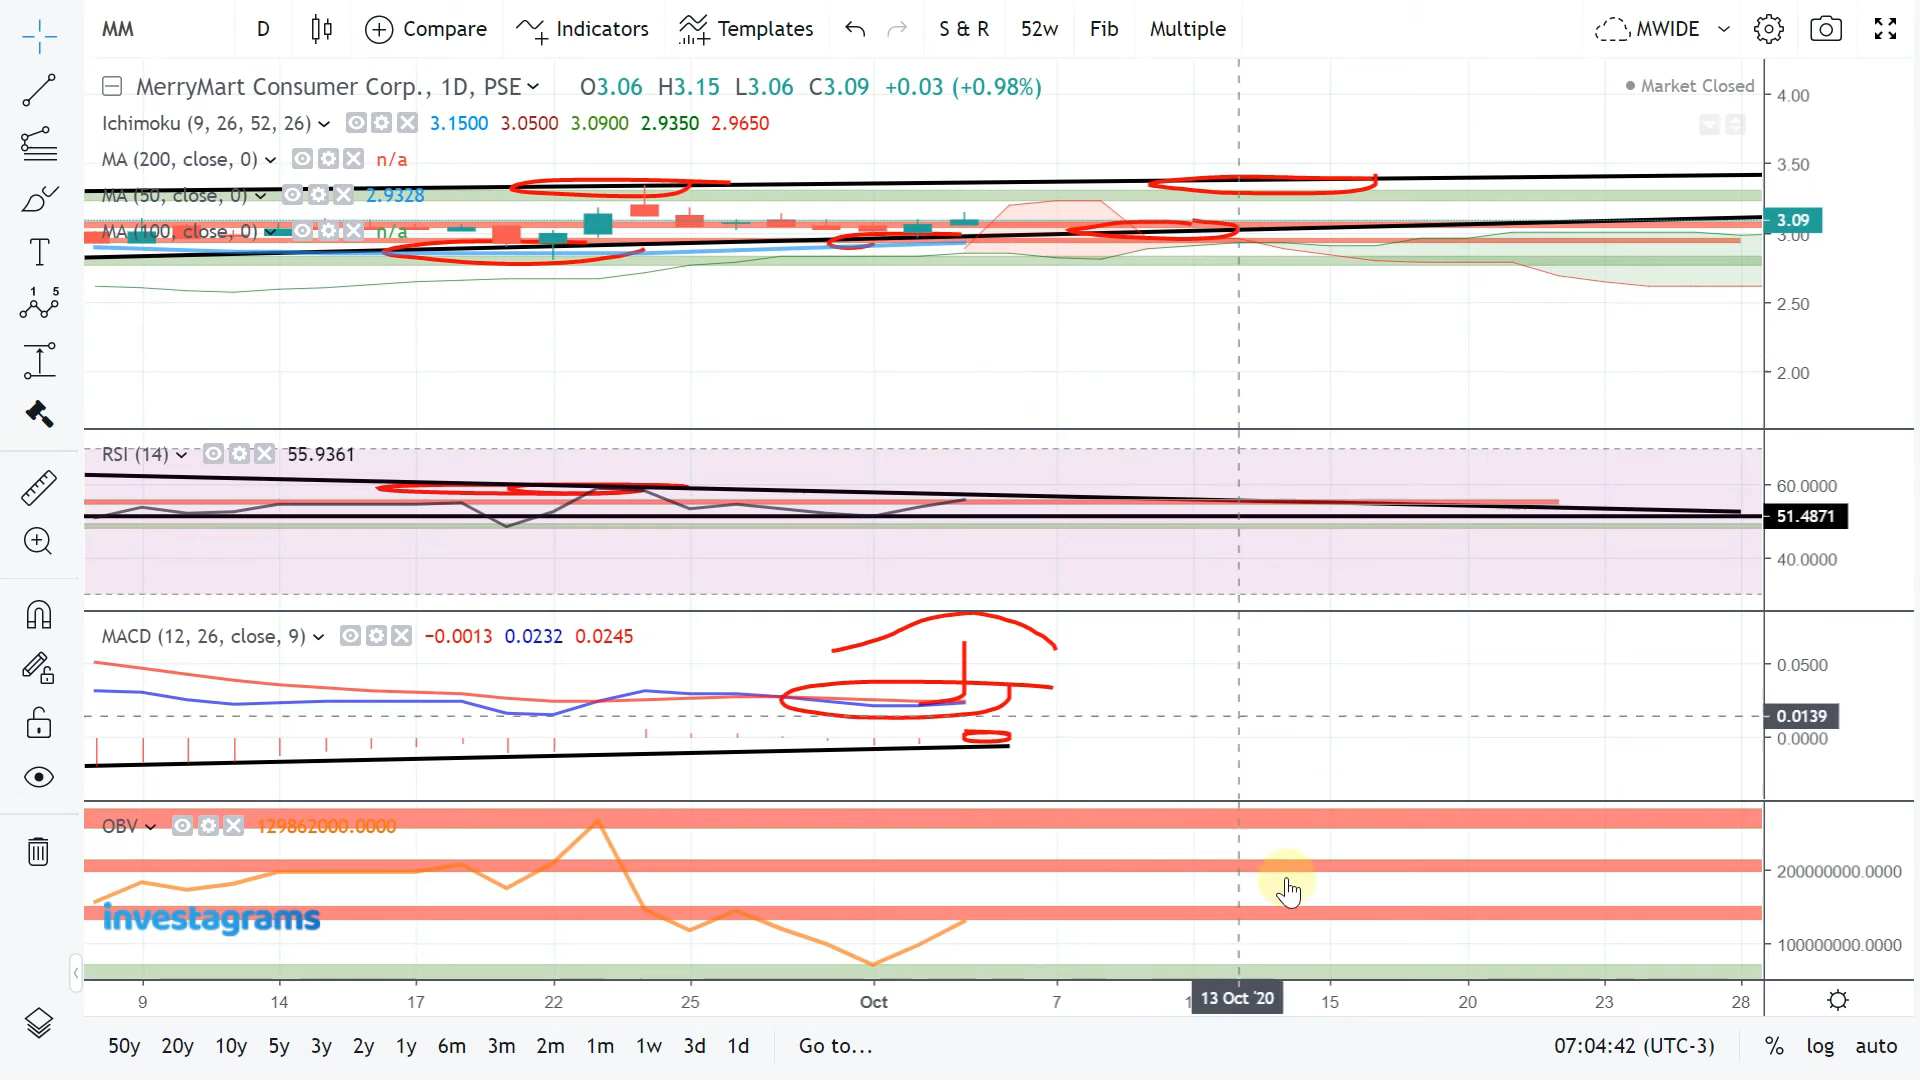 MM D Compare Indicators Templates S & R 52w Fib Multiple MWIDE
MerryMart Consumer Corp., 1D, PSE O3.06 H3.15 L3.06 C3.09 +0.03 (+0.98%) Market Closed
Ichimoku (9, 26, 52, 26) 3.1500 3.0500 3.0900 2.9350 2.9650
MA (200, close, 0) n/a
MA (50, close, 0) 2.9328
MA (100, close, 0) n/a
4.00
3.50
3.09
3.00
2.50
2.00
RSI (14) 55.9361
60.0000
51.4871
40.0000
MACD (12, 26, close, 9) −0.0013 0.0232 0.0245
0.0500
0.0139
0.0000
OBV 129862000.0000
200000000.0000
investagrams
100000000.0000
9 14 17 22 25 Oct 7 13 Oct '20 15 20 23 28
50y 20y 10y 5y 3y 2y 1y 6m 3m 2m 1m 1w 3d 1d Go to... 07:04:42 (UTC-3) % log auto
1 5